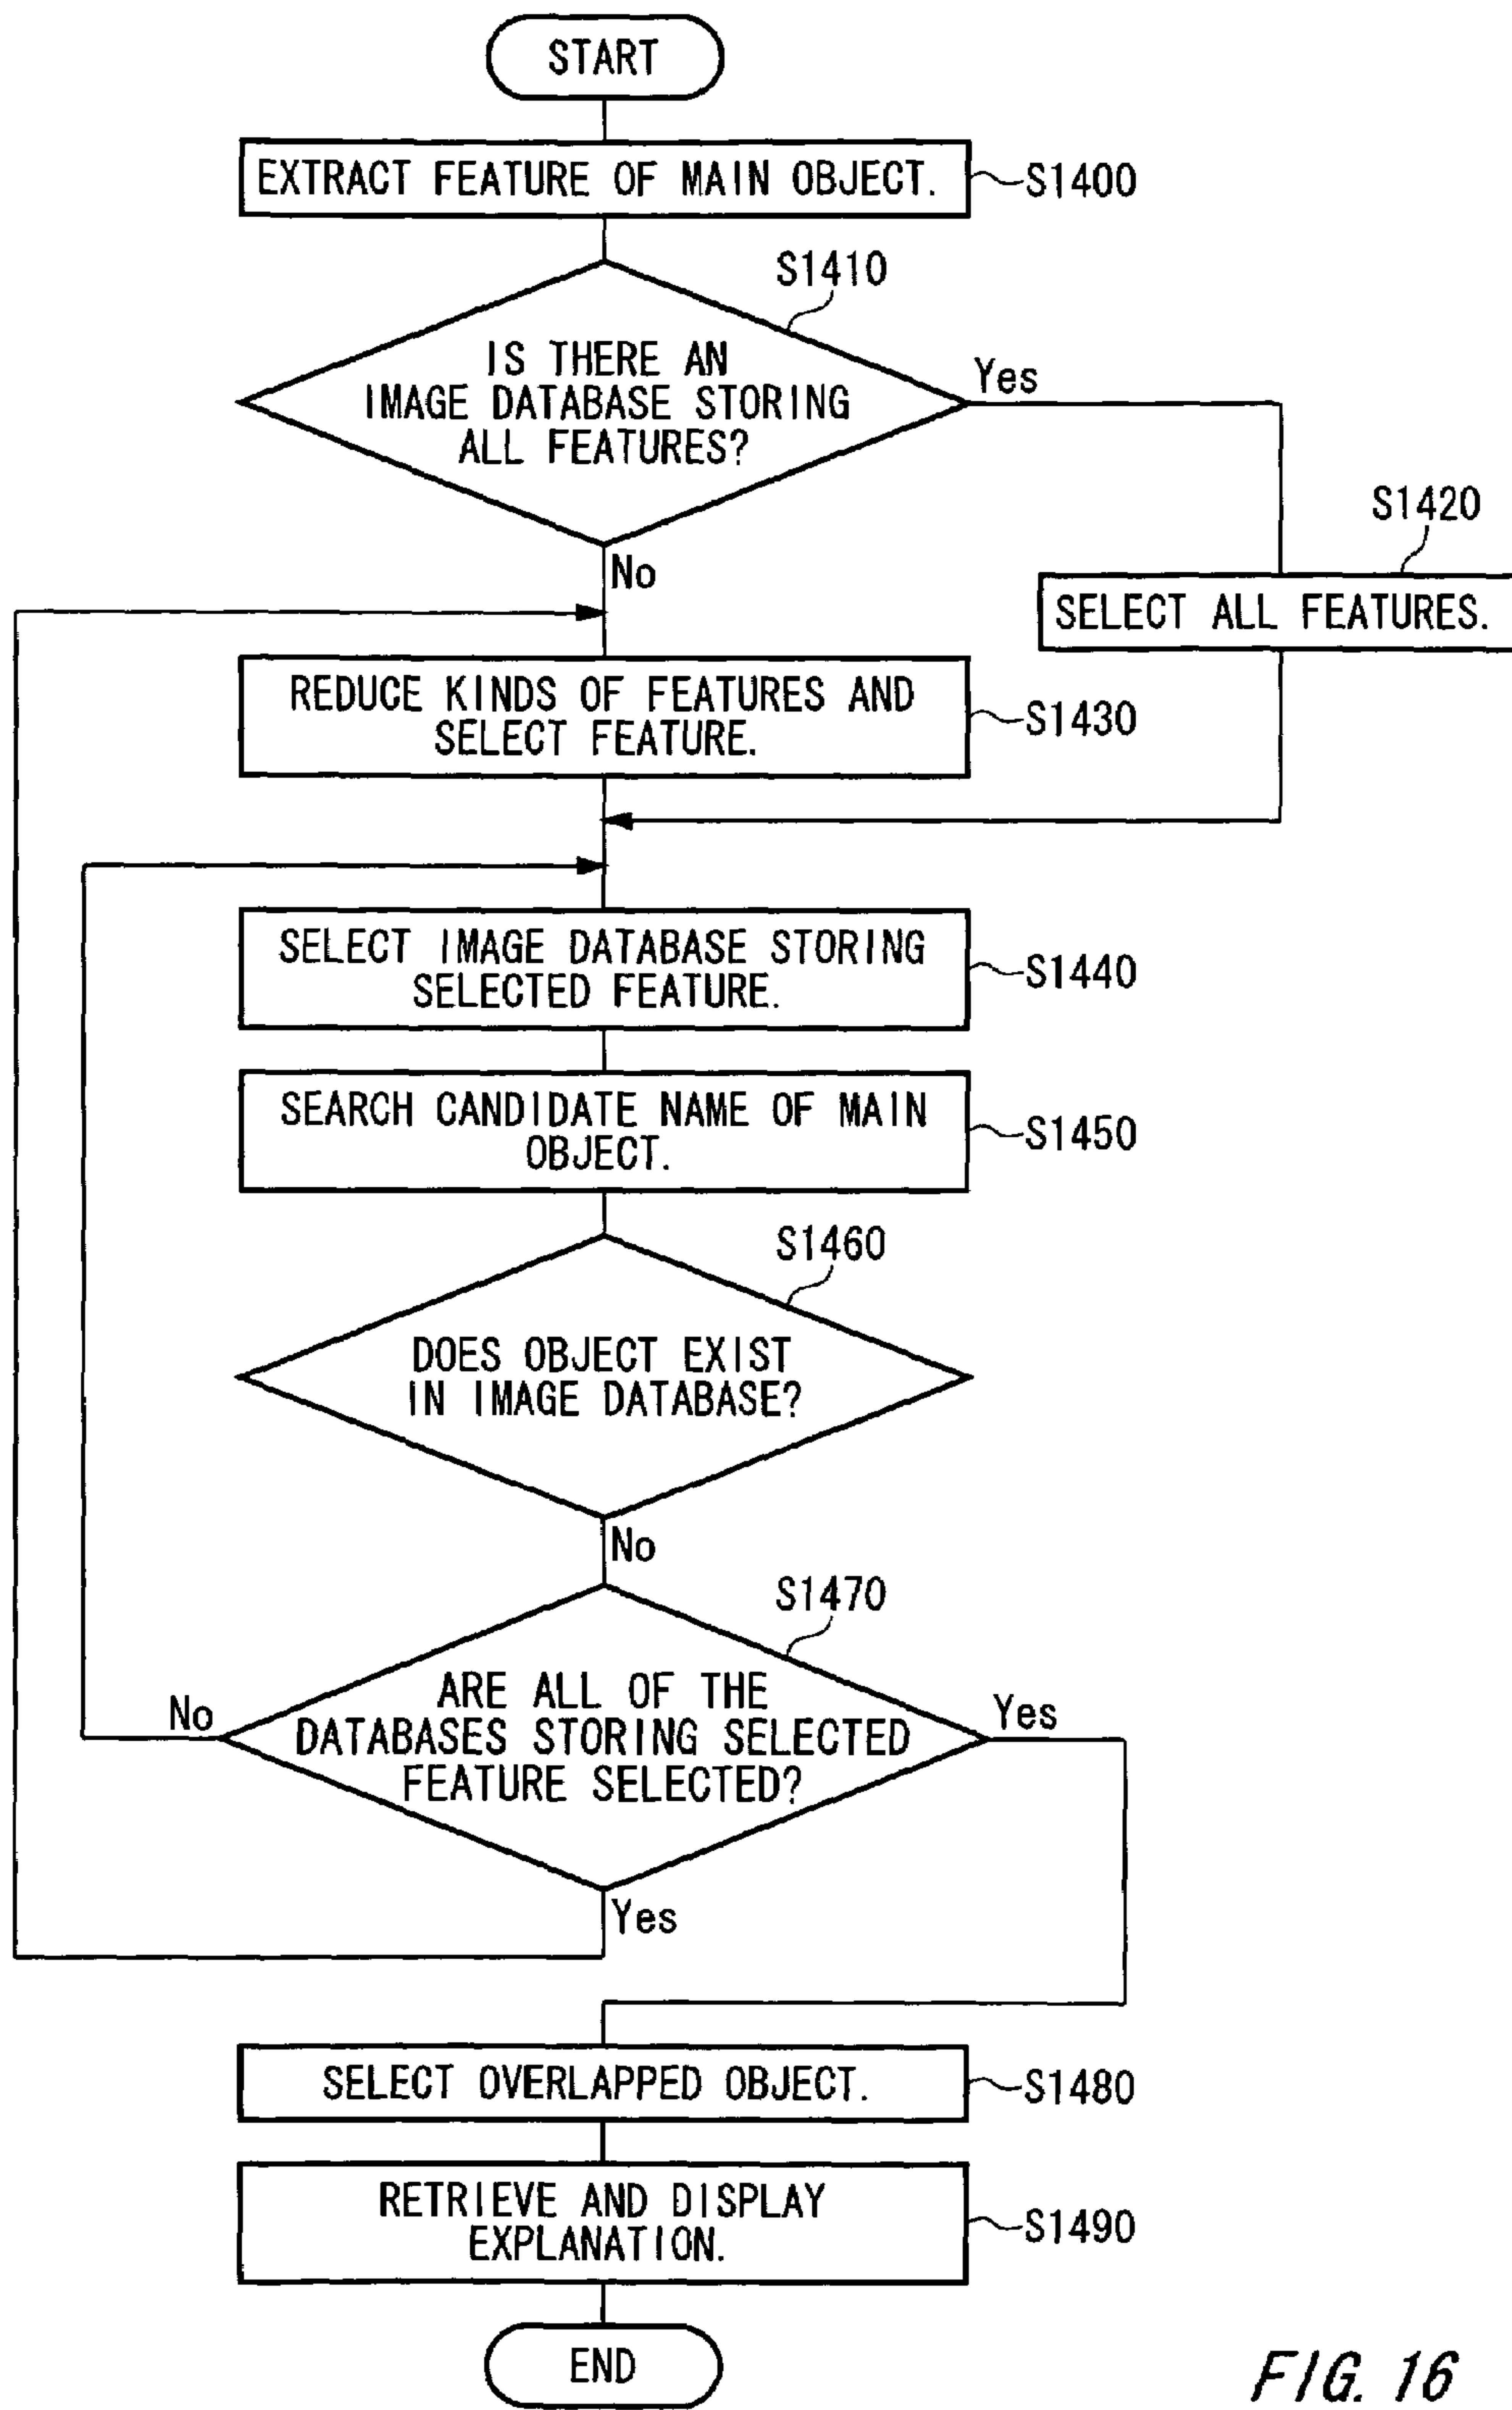 START
EXTRACT FEATURE OF MAIN OBJECT.
S1400
S1410
IS THERE AN
IMAGE DATABASE STORING
ALL FEATURES?
Yes
No
S1420
SELECT ALL FEATURES.
REDUCE KINDS OF FEATURES AND
SELECT FEATURE.
S1430
SELECT IMAGE DATABASE STORING
SELECTED FEATURE.
S1440
SEARCH CANDIDATE NAME OF MAIN
OBJECT.
S1450
S1460
DOES OBJECT EXIST
IN IMAGE DATABASE?
No
S1470
ARE ALL OF THE
DATABASES STORING SELECTED
FEATURE SELECTED?
No
Yes
Yes
SELECT OVERLAPPED OBJECT.
S1480
RETRIEVE AND DISPLAY
EXPLANATION.
S1490
END
FIG. 16